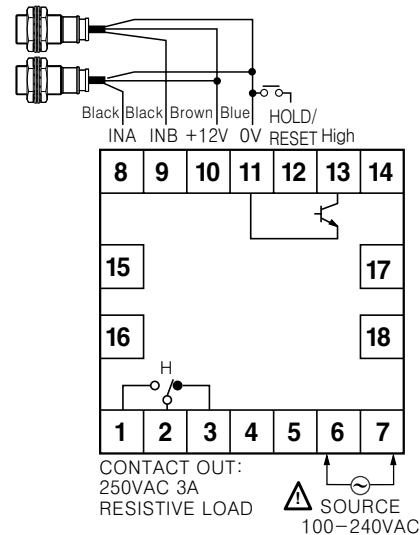 Black Black Brown Blue
HOLD/
INA INB +12V 0V RESET High
8 9 10 11 12 13 14
15 17
16 18
H
1 2 3 4 5 6 7
CONTACT OUT:
250VAC 3A
RESISTIVE LOAD
SOURCE
100-240VAC